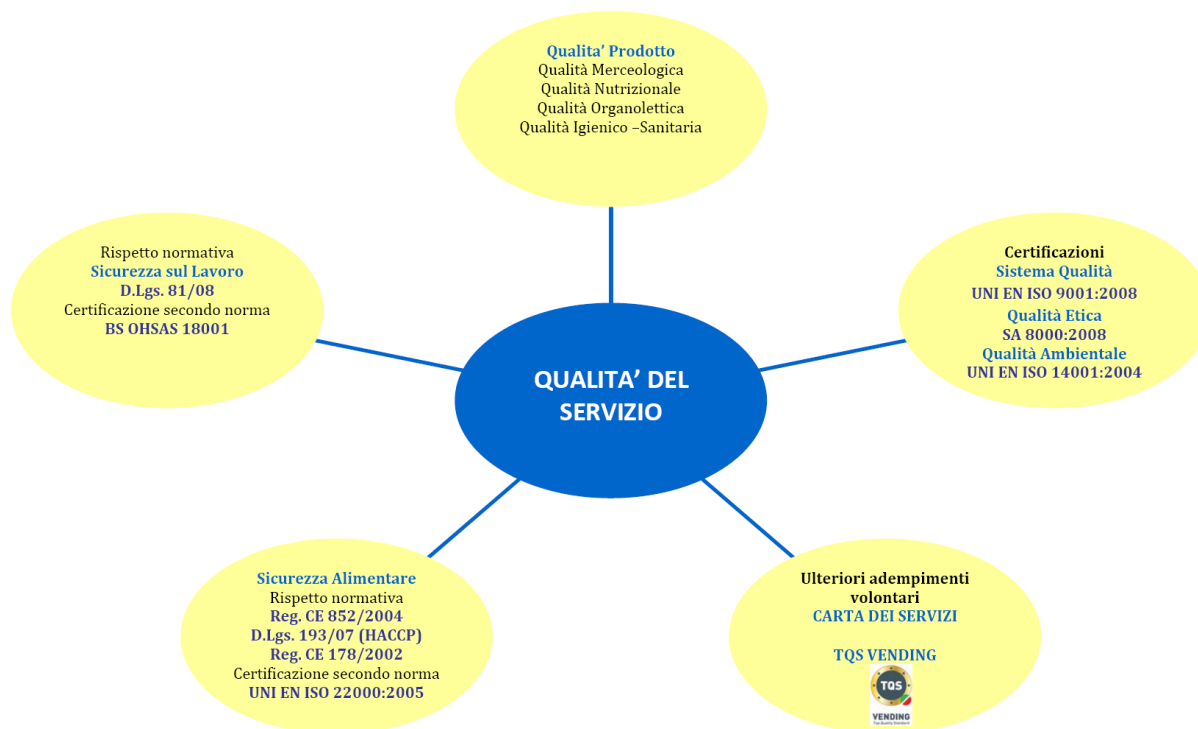 Qualita’ Prodotto
Qualità Merceologica
Qualità Nutrizionale
Qualità Organolettica
Qualità Igienico –Sanitaria
Rispetto normativa
Sicurezza sul Lavoro
D.Lgs. 81/08
Certificazione secondo norma
BS OHSAS 18001
Certificazioni
Sistema Qualità
UNI EN ISO 9001:2008
Qualità Etica
SA 8000:2008
Qualità Ambientale
UNI EN ISO 14001:2004
QUALITA’ DEL
SERVIZIO
Sicurezza Alimentare
Rispetto normativa
Reg. CE 852/2004
D.Lgs. 193/07 (HACCP)
Reg. CE 178/2002
Certificazione secondo norma
UNI EN ISO 22000:2005
Ulteriori adempimenti
volontari
CARTA DEI SERVIZI
TQS VENDING
TQS
VENDING
Top Quality Standard